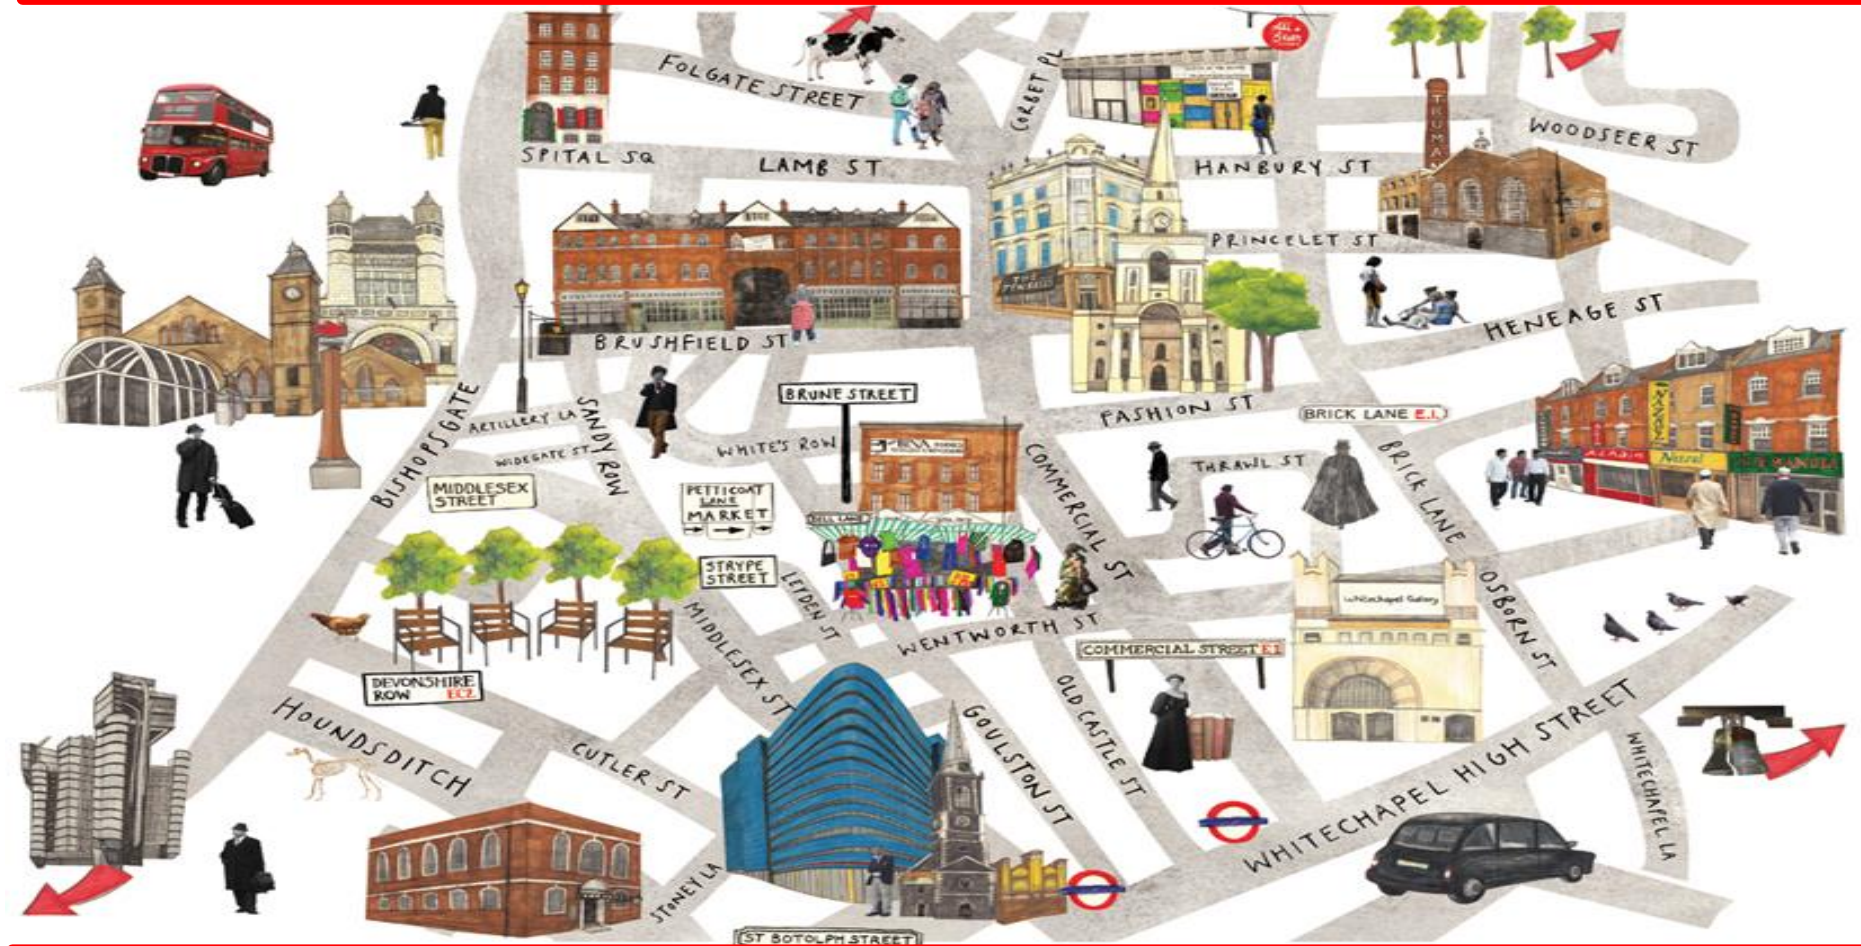 FOLGATE STREET
CORBET PL
SPITAL SQ
LAMB ST
HANBURY ST
TRUMAN
WOODSEER ST
PRINCELET ST
BRUSHFIELD ST
HENEAGE ST
BISHOPSGATE
ARTILLERY LA
SANDY ROW
BRUNE STREET
FASHION ST
BRICK LANE E.1.
WIDEGATE ST
WHITE'S ROW
COMMERCIAL ST
THRAWL ST
BRICK LANE
ALADIN
Nazrul
MIDDLESEX
STREET
PETTICOAT
LANE
MARKET
BELL LANE
STRYPE
STREET
LEYDEN ST
MIDDLESEX ST
WENTWORTH ST
Whitechapel Gallery
OSBORN ST
COMMERCIAL STREET E1
DEVONSHIRE
ROW EC2
HOUNDSDITCH
CUTLER ST
GOULSTON ST
OLD CASTLE ST
WHITECHAPEL HIGH STREET
WHITECHAPEL LA
STONEY LA
ST BOTOLPH STREET